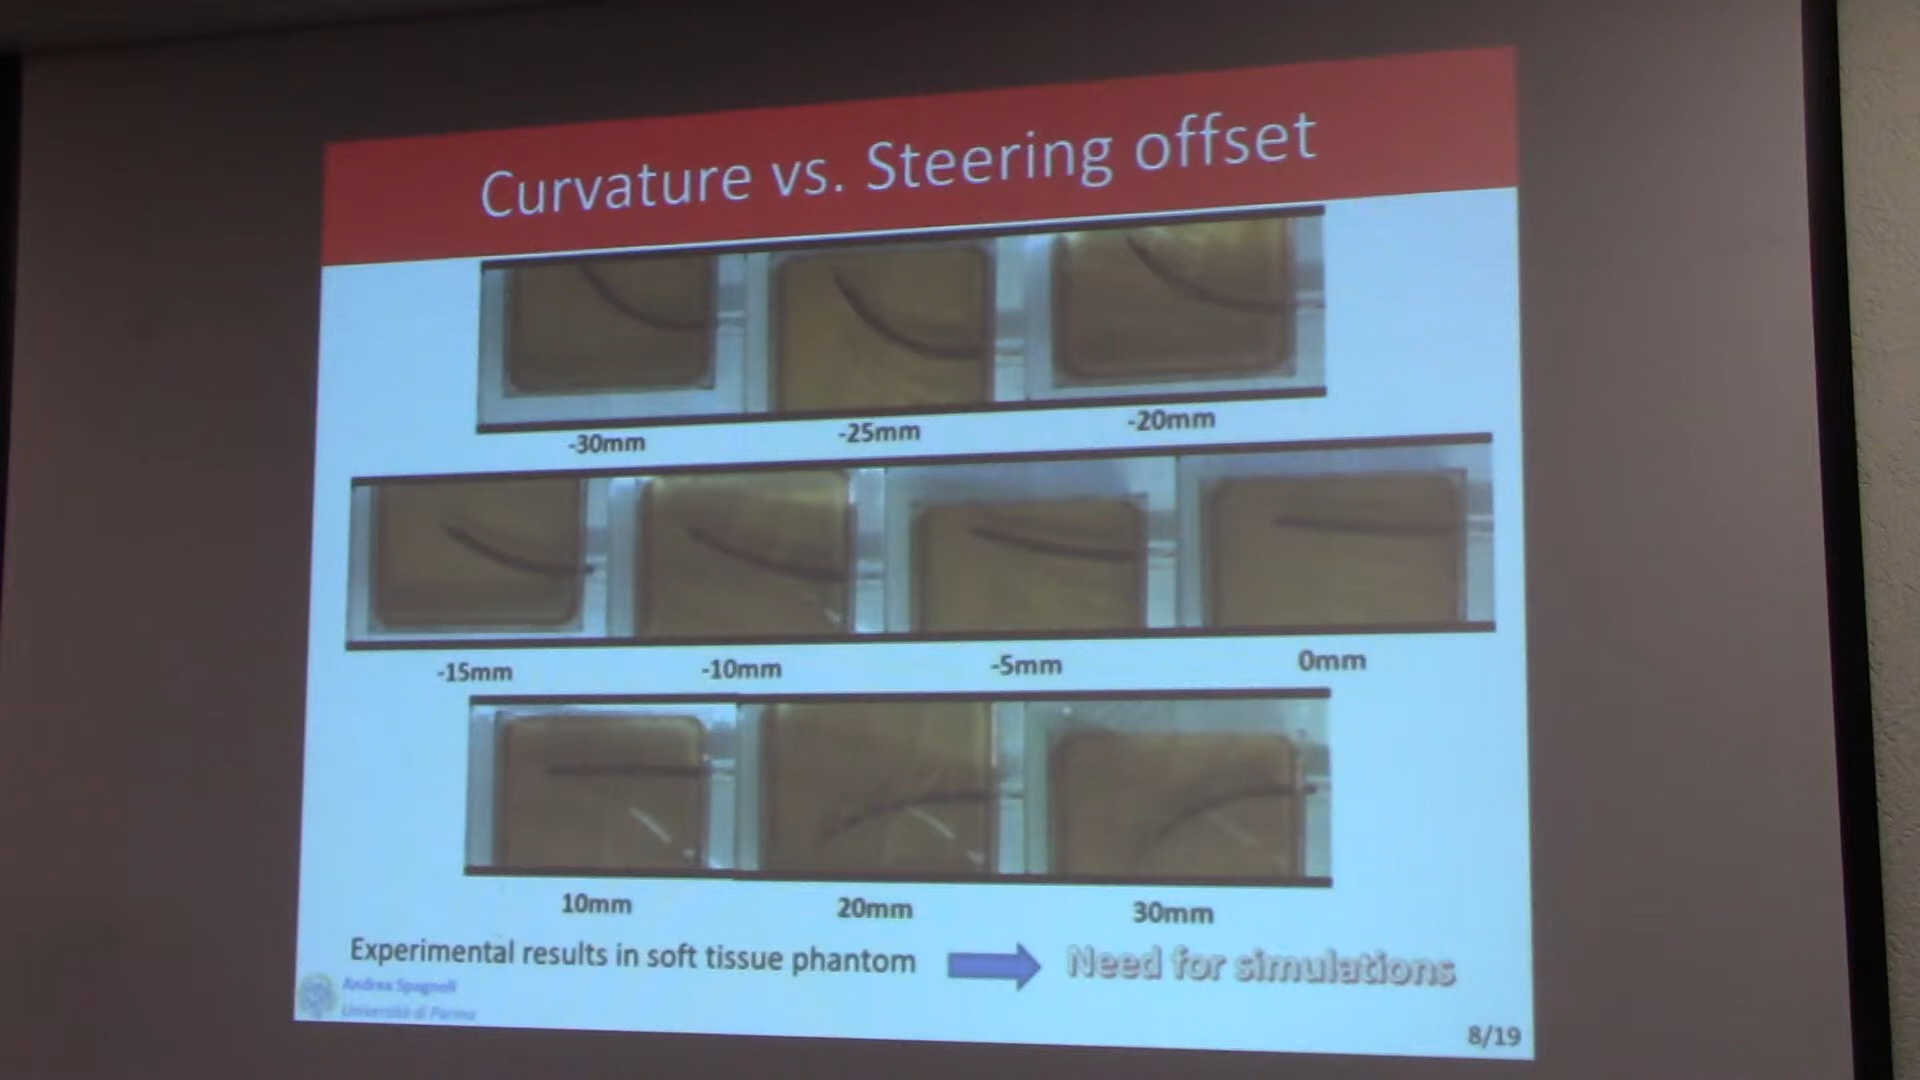 Curvature vs. Steering offset
-30mm -25mm -20mm
-15mm -10mm -5mm 0mm
10mm 20mm 30mm
Experimental results in soft tissue phantom Need for simulations
Andrea Spagnoli
Università di Parma
8/19